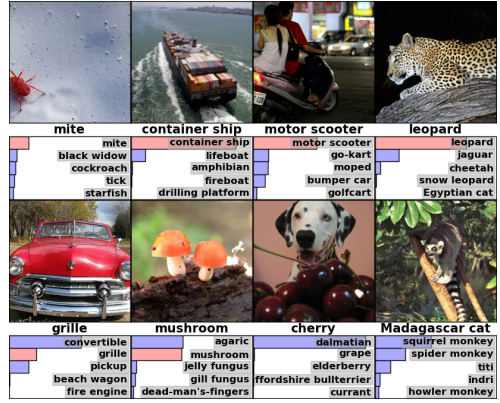 mite
container ship
motor scooter
leopard
mite
black widow
cockroach
tick
starfish
container ship
lifeboat
amphibian
fireboat
drilling platform
motor scooter
go-kart
moped
bumper car
golfcart
leopard
jaguar
cheetah
snow leopard
Egyptian cat
grille
mushroom
cherry
Madagascar cat
convertible
grille
pickup
beach wagon
fire engine
agaric
mushroom
jelly fungus
gill fungus
dead-man's-fingers
dalmatian
grape
elderberry
ffordshire bullterrier
currant
squirrel monkey
spider monkey
titi
indri
howler monkey